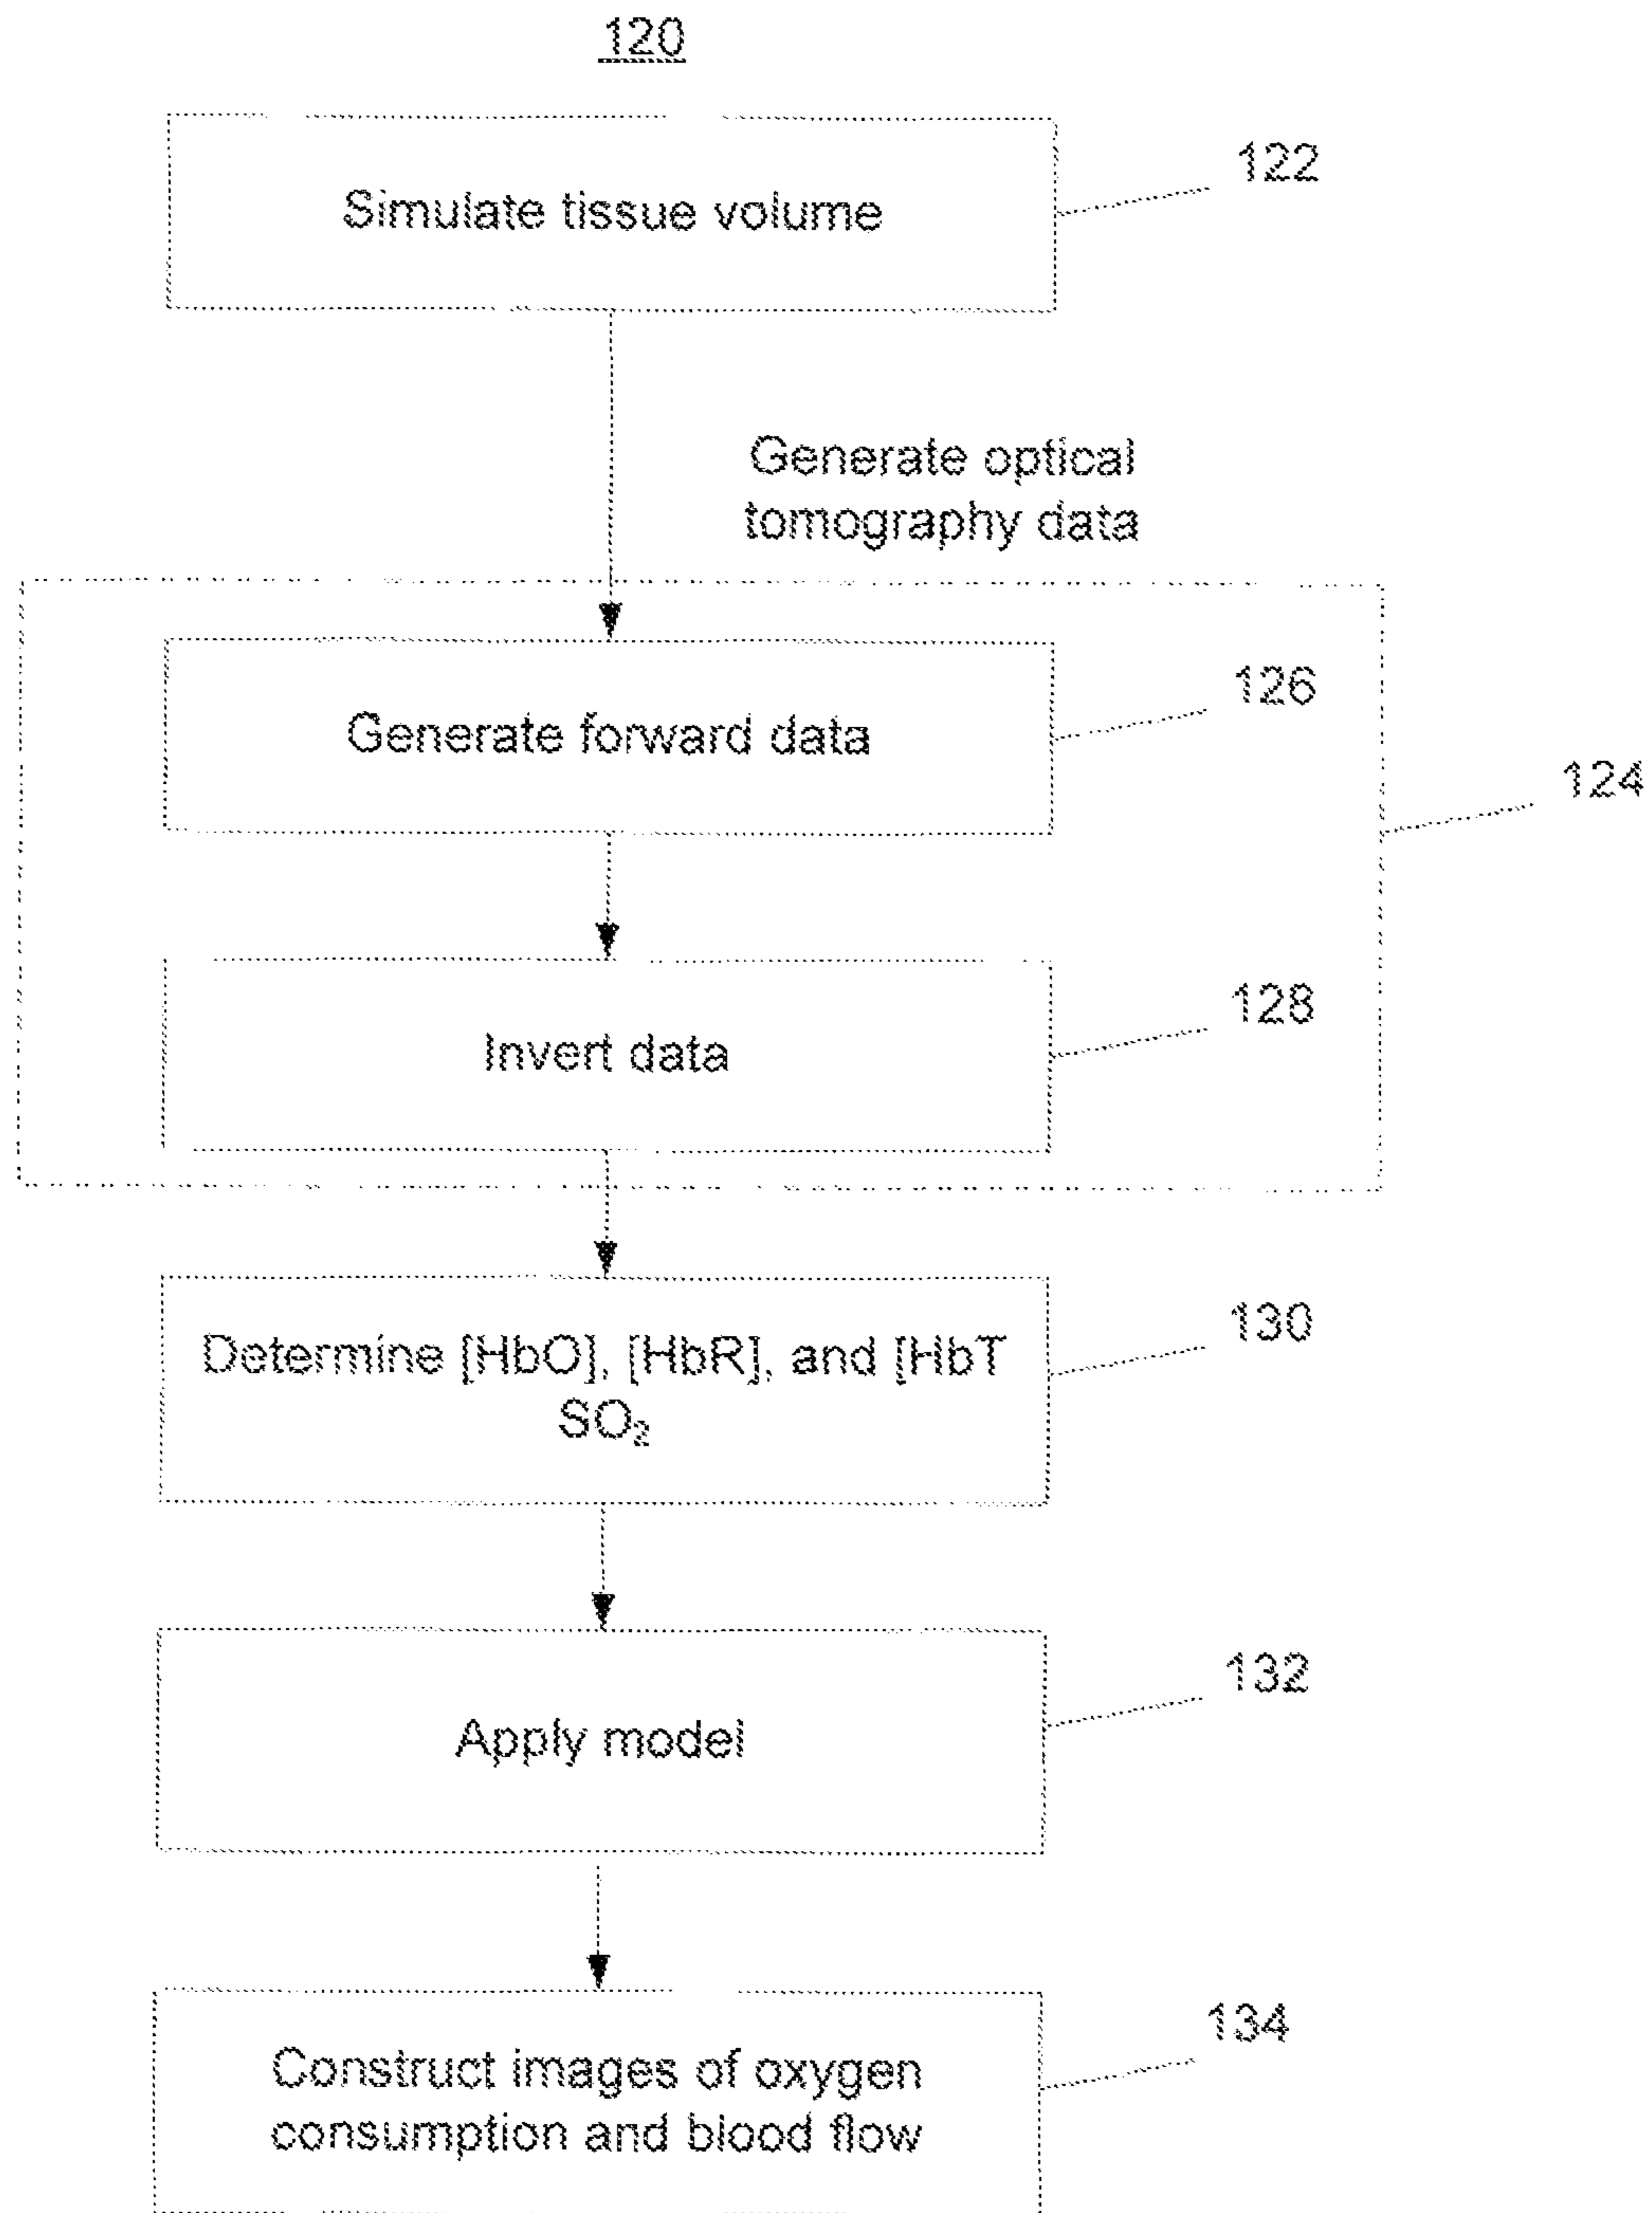 120
Simulate tissue volume
122
Generate optical
tomography data
Generate forward data
126
124
Invert data
128
Determine [HbO], [HbR], and [HbT
SO₂
130
Apply model
132
Construct images of oxygen
consumption and blood flow
134